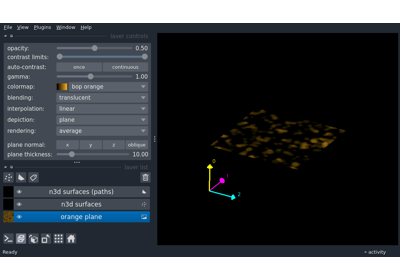 File View Plugins Window Help
layer controls
opacity: 0.50
contrast limits:
auto-contrast: once continuous
gamma: 1.00
colormap: bop orange
blending: translucent
interpolation: linear
depiction: plane
rendering: average
plane normal: x y z oblique
plane thickness: 10.00
layer list
n3d surfaces (paths)
n3d surfaces
orange plane
0
1
2
Ready
activity